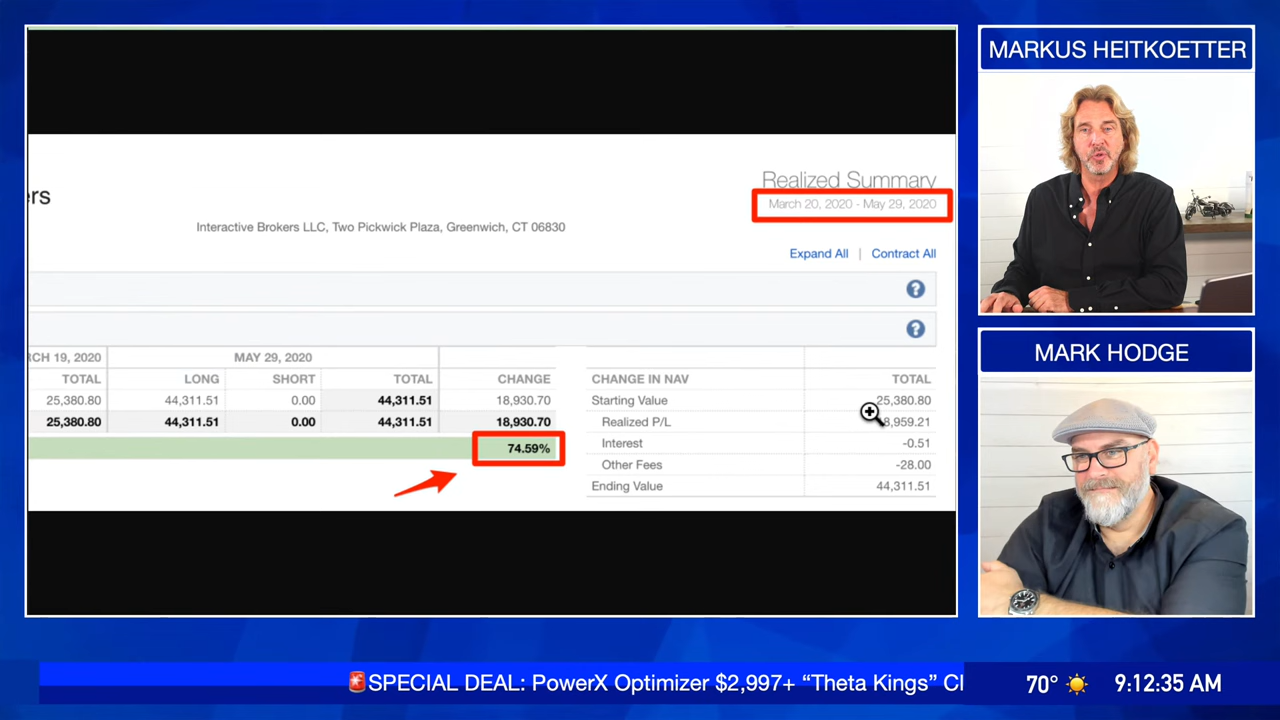 MARKUS HEITKOETTER
Realized Summary
March 20, 2020 - May 29, 2020
Interactive Brokers LLC, Two Pickwick Plaza, Greenwich, CT 06830
Expand All | Contract All
?
?
MAY 29, 2020
19, 2020
TOTAL LONG SHORT TOTAL CHANGE
25,380.80 44,311.51 0.00 44,311.51 18,930.70
25,380.80 44,311.51 0.00 44,311.51 18,930.70
74.59%
CHANGE IN NAV TOTAL
Starting Value 25,380.80
Realized P/L 8,959.21
Interest -0.51
Other Fees -28.00
Ending Value 44,311.51
MARK HODGE
SPECIAL DEAL: PowerX Optimizer $2,997+ “Theta Kings”
70° 9:12:35 AM